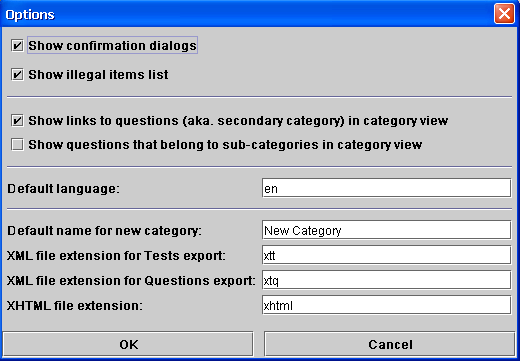 Options
Show confirmation dialogs
Show illegal items list
Show links to questions (aka. secondary category) in category view
Show questions that belong to sub-categories in category view
Default language: en
Default name for new category: New Category
XML file extension for Tests export: xtt
XML file extension for Questions export: xtq
XHTML file extension: xhtml
OK Cancel